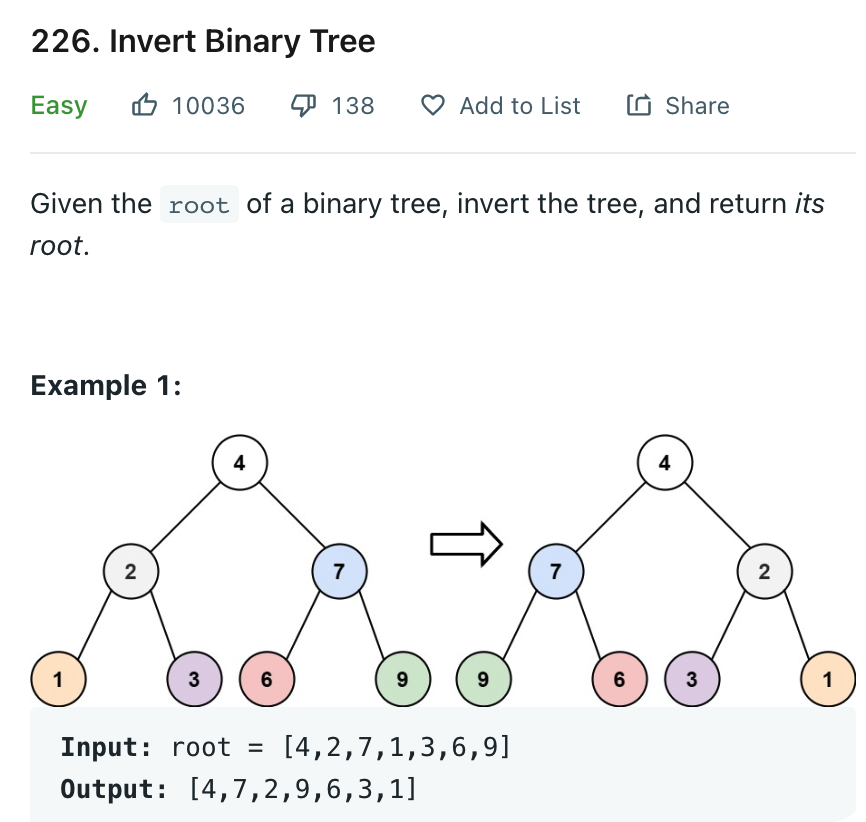 226. Invert Binary Tree
Easy 10036 138 Add to List Share
Given the root of a binary tree, invert the tree, and return its
root.
Example 1:
4 4
2 7 7 2
1 3 6 9 9 6 3 1
Input: root = [4,2,7,1,3,6,9]
Output: [4,7,2,9,6,3,1]